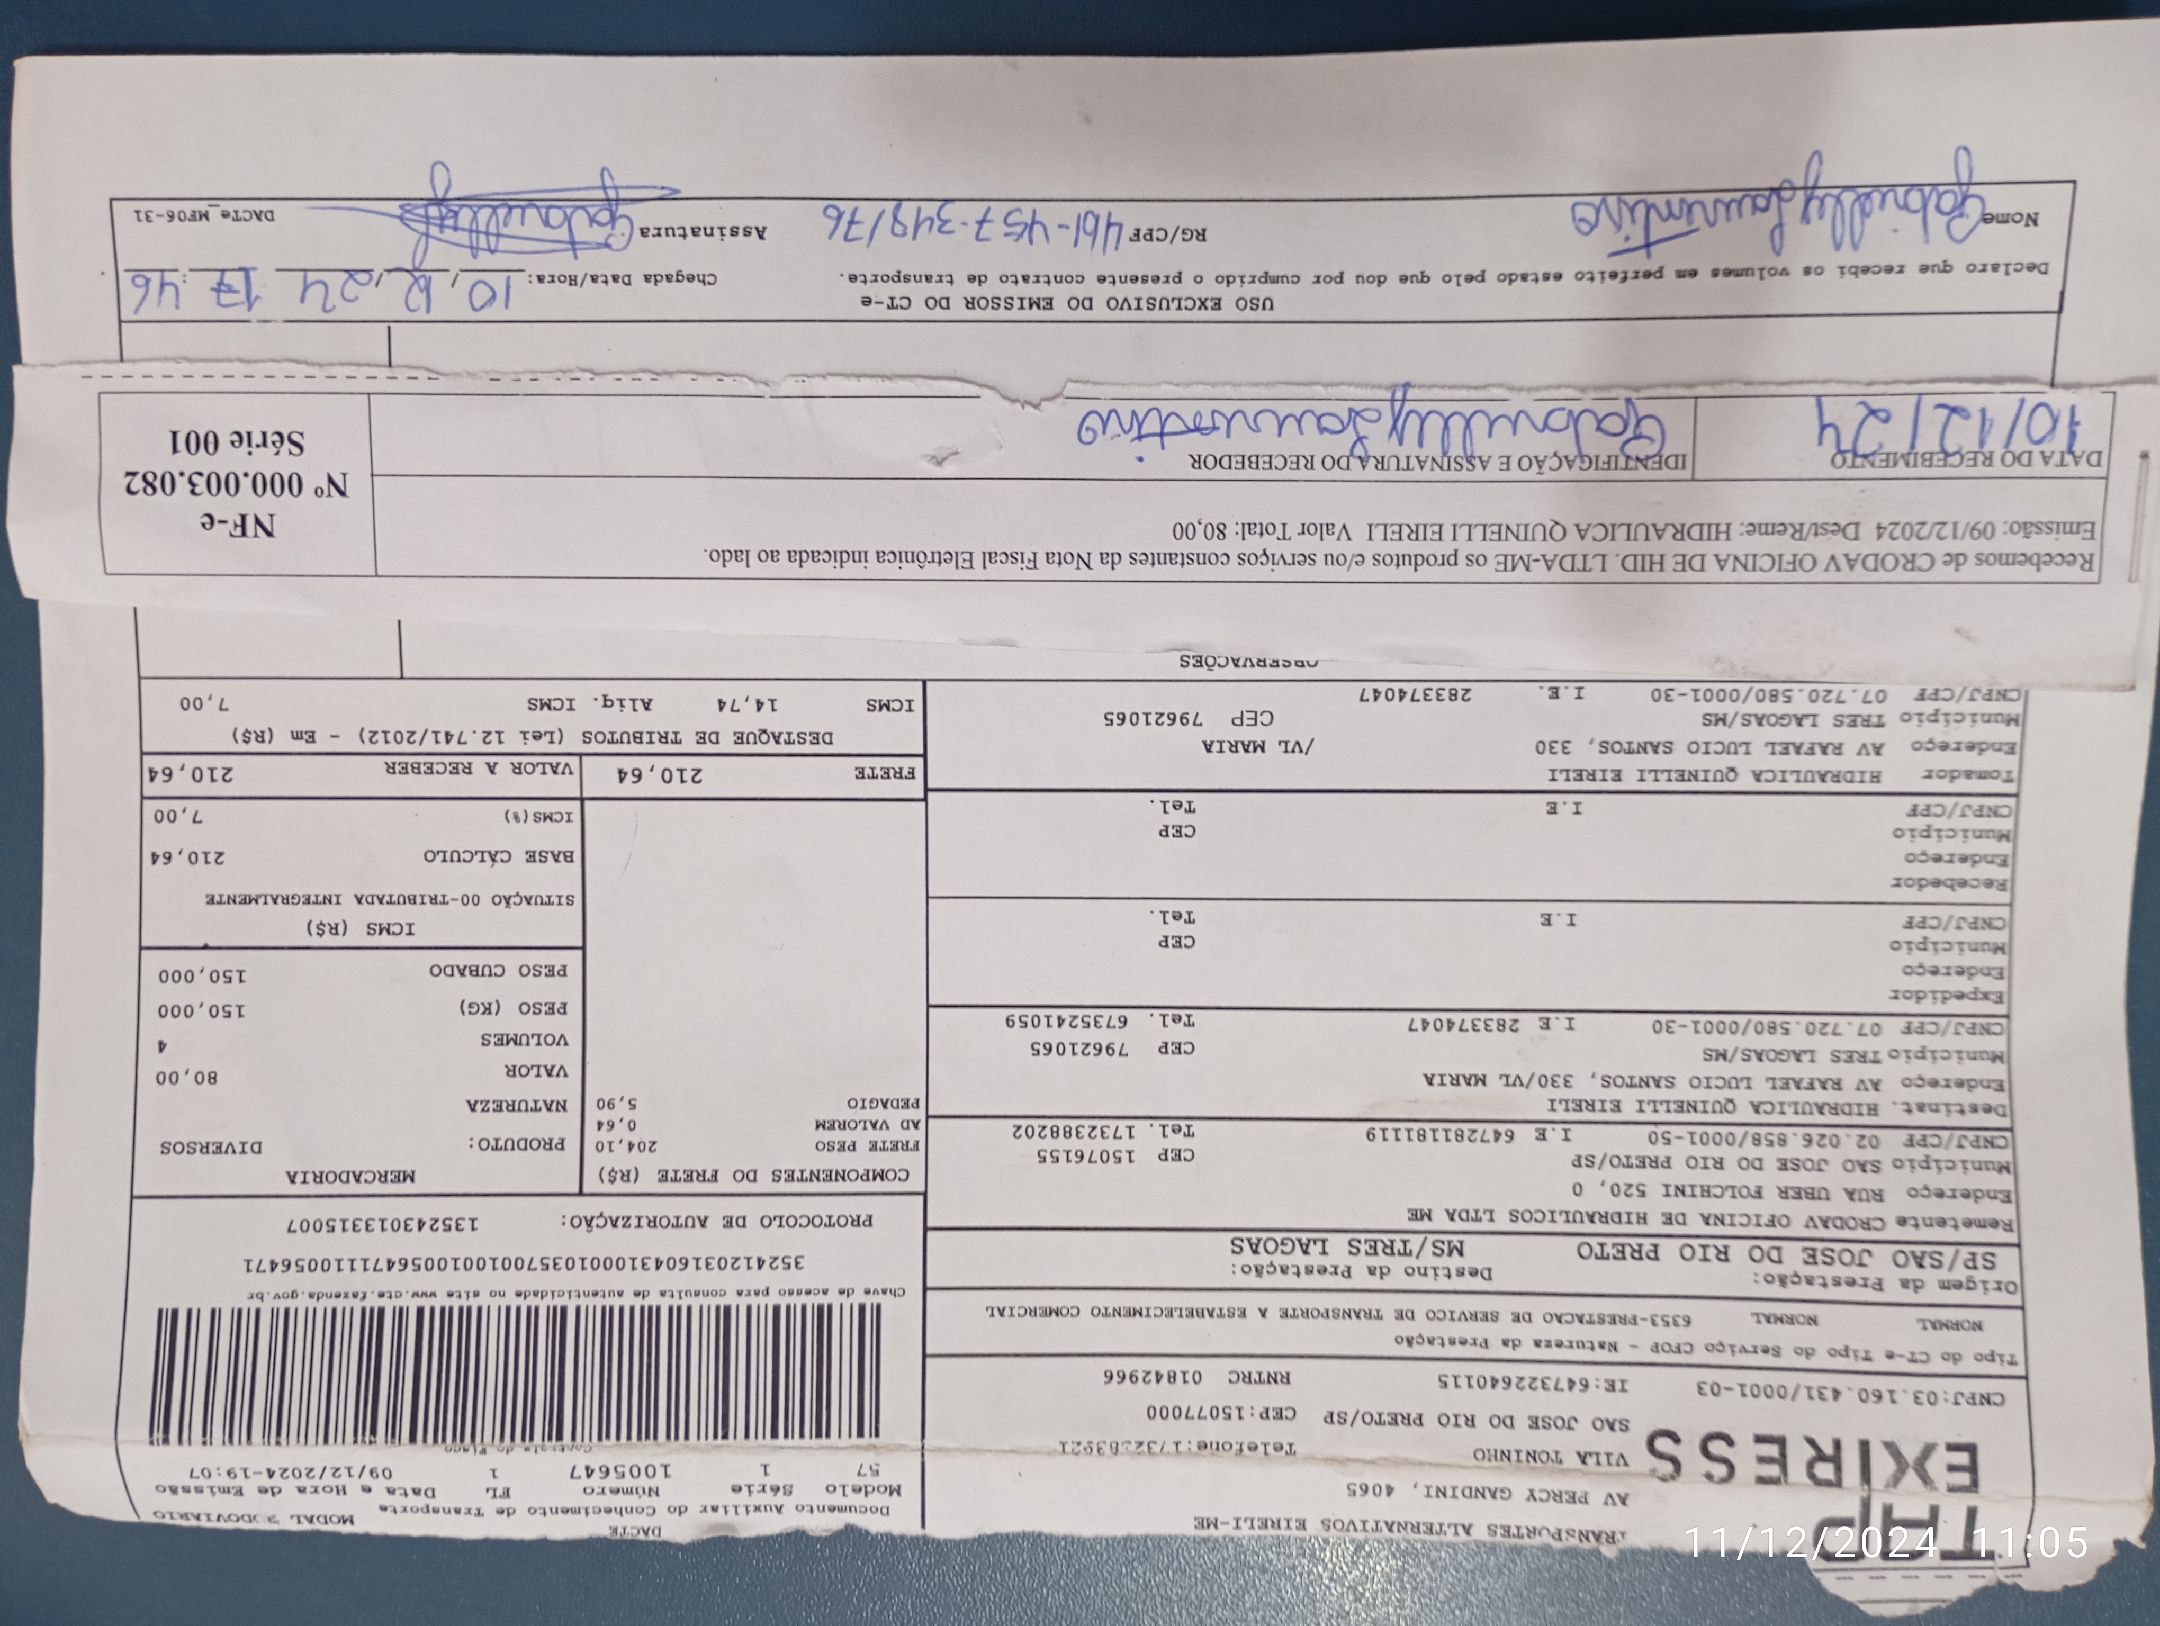 TAP
EXPRESS
TRANSPORTES ALTERNATIVOS EIRELI-ME
AV PERCY GANDINI, 4065
VILA TONINHO
Telefone:1732383921
SAO JOSE DO RIO PRETO/SP CEP:15077000
CNPJ:03.160.431/0001-03 IE:647322640115 RNTRC 01842966
DACTE
Documento Auxiliar do Conhecimento de Transporte
MODAL RODOVIARIO
Modelo Série Número FL Data e Hora de Emissão
57 1 1005647 1 09/12/2024-19:07
Controle do Fisco
Chave de acesso para consulta de autenticidade no site www.cte.fazenda.gov.br
35241203160431000103570010010056471110056471
PROTOCOLO DE AUTORIZAÇÃO: 135243013315007
Tipo do CT-e Tipo do Serviço CFOP - Natureza da Prestação
NORMAL NORMAL 6353-PRESTACAO DE SERVICO DE TRANSPORTE A ESTABELECIMENTO COMERCIAL
Origem da Prestação: Destino da Prestação:
SP/SAO JOSE DO RIO PRETO MS/TRES LAGOAS
Remetente CRODAV OFICINA DE HIDRAULICOS LTDA ME
Endereço RUA UBER FOLCHINI 520, 0
Município SAO JOSE DO RIO PRETO/SP CEP 15076155
CNPJ/CPF 02.026.858/0001-50 I.E 647281181119 Tel. 1732388202
Destinat. HIDRAULICA QUINELLI EIRELI
Endereço AV RAFAEL LUCIO SANTOS, 330/VL MARIA
Município TRES LAGOAS/MS CEP 79621065
CNPJ/CPF 07.720.580/0001-30 I.E 283374047 Tel. 6735241059
Expedidor
Endereço
Município CEP
CNPJ/CPF I.E Tel.
Recebedor
Endereço
Município CEP
CNPJ/CPF I.E Tel.
Tomador HIDRAULICA QUINELLI EIRELI
Endereço AV RAFAEL LUCIO SANTOS, 330 /VL MARIA
Município TRES LAGOAS/MS CEP 79621065
CNPJ/CPF 07.720.580/0001-30 I.E. 283374047
COMPONENTES DO FRETE (R$)
FRETE PESO 204,10
AD VALOREM 0,64
PEDAGIO 5,90
MERCADORIA
PRODUTO: DIVERSOS
NATUREZA
VALOR 80,00
VOLUMES 4
PESO (KG) 150,000
PESO CUBADO 150,000
ICMS (R$)
SITUAÇÃO 00-TRIBUTADA INTEGRALMENTE
BASE CÁLCULO 210,64
ICMS(%) 7,00
FRETE 210,64 VALOR A RECEBER 210,64
DESTAQUE DE TRIBUTOS (Lei 12.741/2012) - Em (R$)
ICMS 14,74 Aliq. ICMS 7,00
OBSERVAÇÕES
Recebemos de CRODAV OFICINA DE HID. LTDA-ME os produtos e/ou serviços constantes da Nota Fiscal Eletrônica indicada ao lado.
Emissão: 09/12/2024 Dest/Reme: HIDRAULICA QUINELLI EIRELI Valor Total: 80,00
DATA DO RECEBIMENTO
10/12/24
IDENTIFICAÇÃO E ASSINATURA DO RECEBEDOR
Gabrielly Laurentino
NF-e
Nº 000.003.082
Série 001
USO EXCLUSIVO DO EMISSOR DO CT-e
Declaro que recebi os volumes em perfeito estado pelo que dou por cumprido o presente contrato de transporte.
Chegada Data/Hora: 10/12/24 17:46
Nome Gabrielly Laurentino
RG/CPF 461-457-348/76
Assinatura Gabrielly
DACTe_MF06-31
11/12/2024 11:05